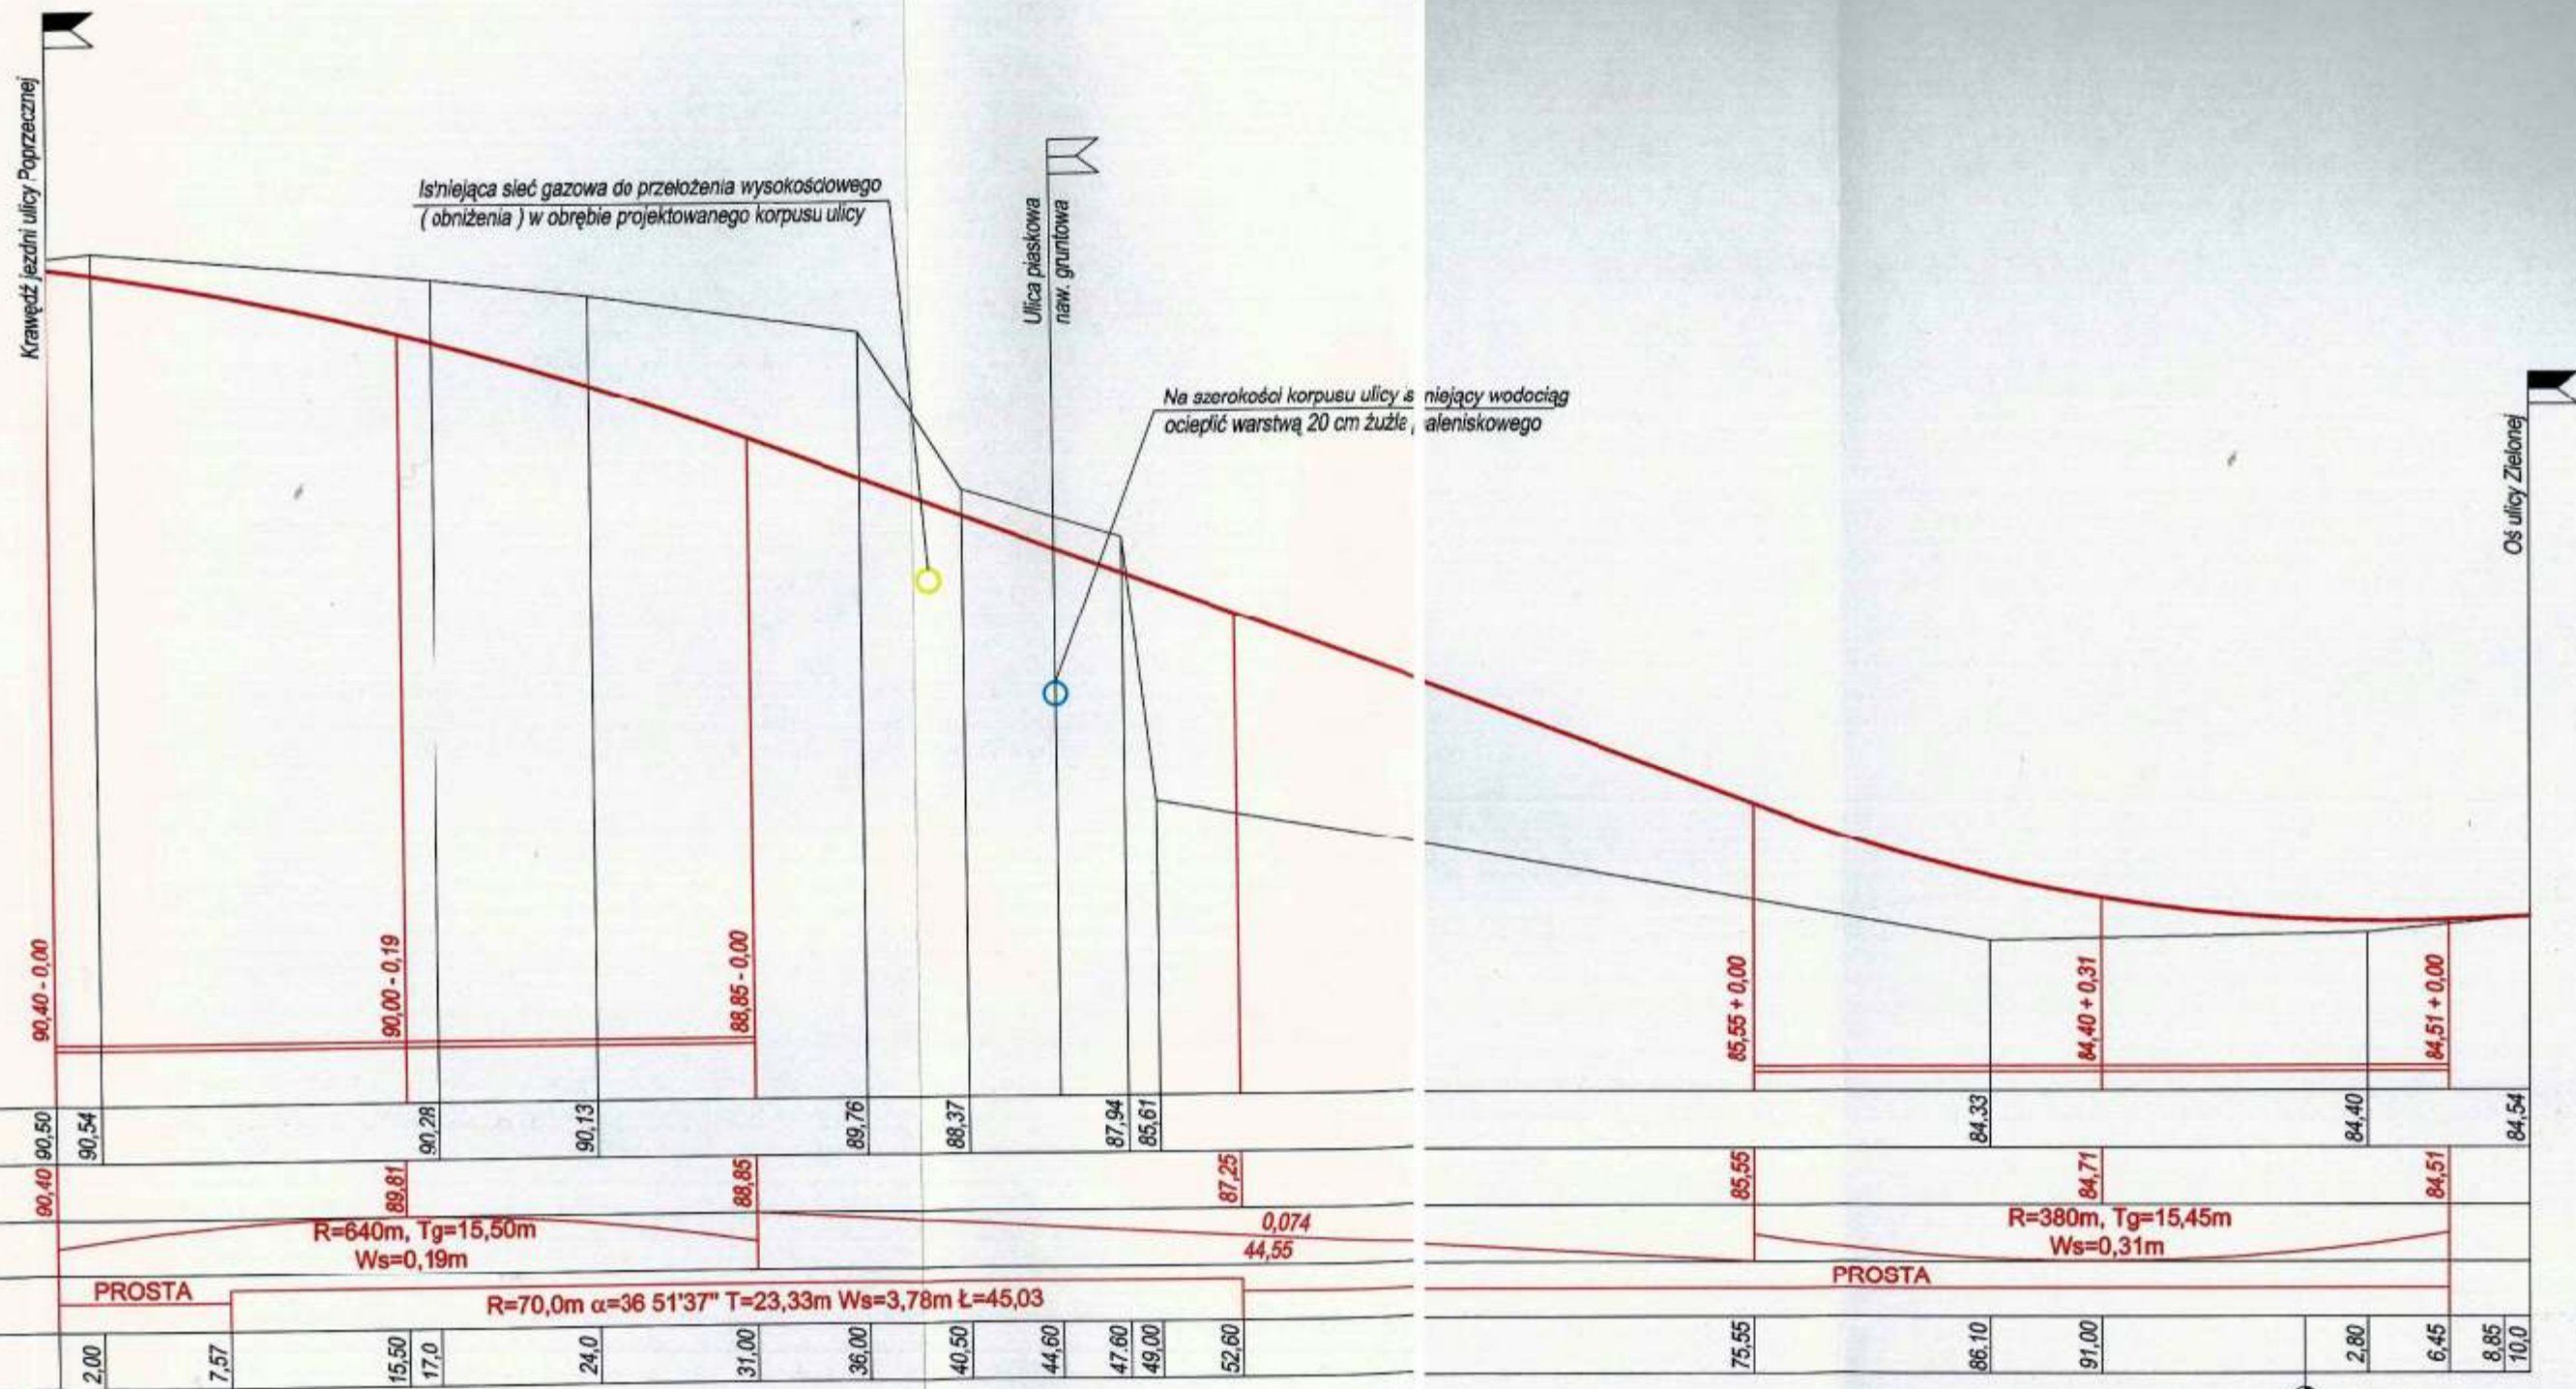 Krawędź jezdni ulicy Poprzecznej
Is'niejąca sieć gazowa do przełożenia wysokościowego
( obniżenia ) w obrębie projektowanego korpusu ulicy
Ulica piaskowa
naw. gruntowa
Na szerokości korpusu ulicy is niejący wodociąg
ocieplić warstwą 20 cm żużla aleniskowego
Oś ulicy Zielonej
90,40 - 0,00
90,00 - 0,19
88,85 - 0,00
85,55 + 0,00
84,40 + 0,31
84,51 + 0,00
90,50
90,54
90,28
90,13
89,76
88,37
87,94
85,61
84,33
84,40
84,54
90,40
89,81
88,85
87,25
85,55
84,71
84,51
R=640m, Tg=15,50m
Ws=0,19m
0,074
44,55
R=380m, Tg=15,45m
Ws=0,31m
PROSTA
R=70,0m α=36 51'37" T=23,33m Ws=3,78m Ł=45,03
PROSTA
2,00
7,57
15,50
17,0
24,0
31,00
36,00
40,50
44,60
47.60
49,00
52,60
75,55
86,10
91,00
2,80
6,45
8,85
10,0